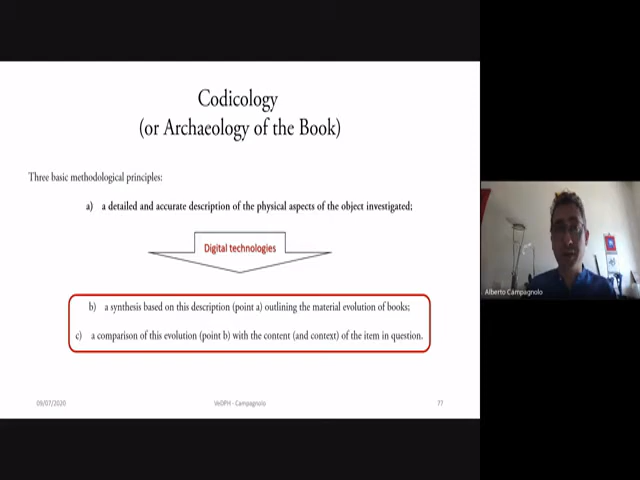 Codicology
(or Archaeology of the Book)
Three basic methodological principles:
a) a detailed and accurate description of the physical aspects of the object investigated;
Digital technologies
b) a synthesis based on this description (point a) outlining the material evolution of books;
c) a comparison of this evolution (point b) with the content (and context) of the item in question.
09/07/2020
VeDPH - Campagnolo
77
Alberto Campagnolo